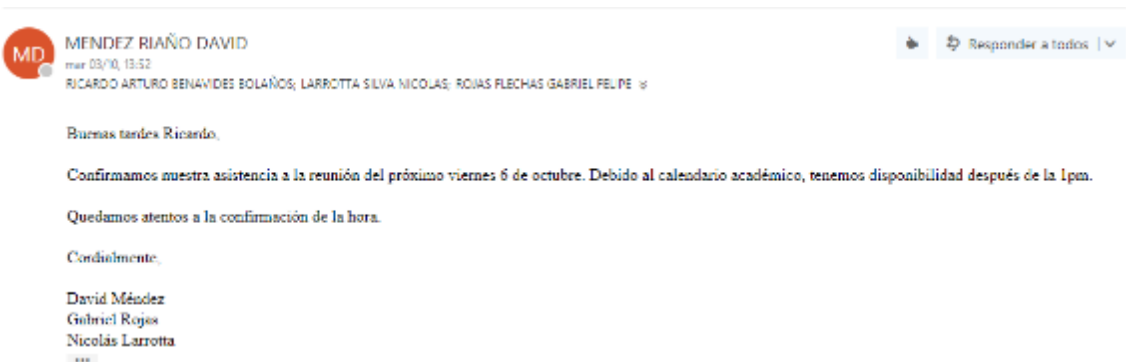 MD
MENDEZ RIAÑO DAVID
Responder a todos
mar 03/10, 13:52
RICARDO ARTURO BENAVIDES BOLAÑOS; LARROTTA SILVA NICOLAS; ROJAS FLECHAS GABRIEL FELIPE
Buenas tardes Ricardo,
Confirmamos nuestra asistencia a la reunión del próximo viernes 6 de octubre. Debido al calendario académico, tenemos disponibilidad después de la 1pm.
Quedamos atentos a la confirmación de la hora.
Cordialmente,
David Méndez
Gabriel Rojas
Nicolás Larrotta
...